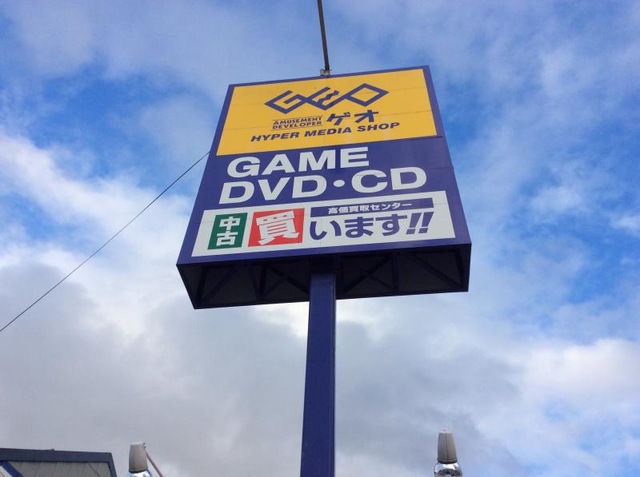 GEO
AMUSEMENT
DEVELOPER ゲオ
HYPER MEDIA SHOP
GAME
DVD・CD
中古 買います!!
高価買取センター